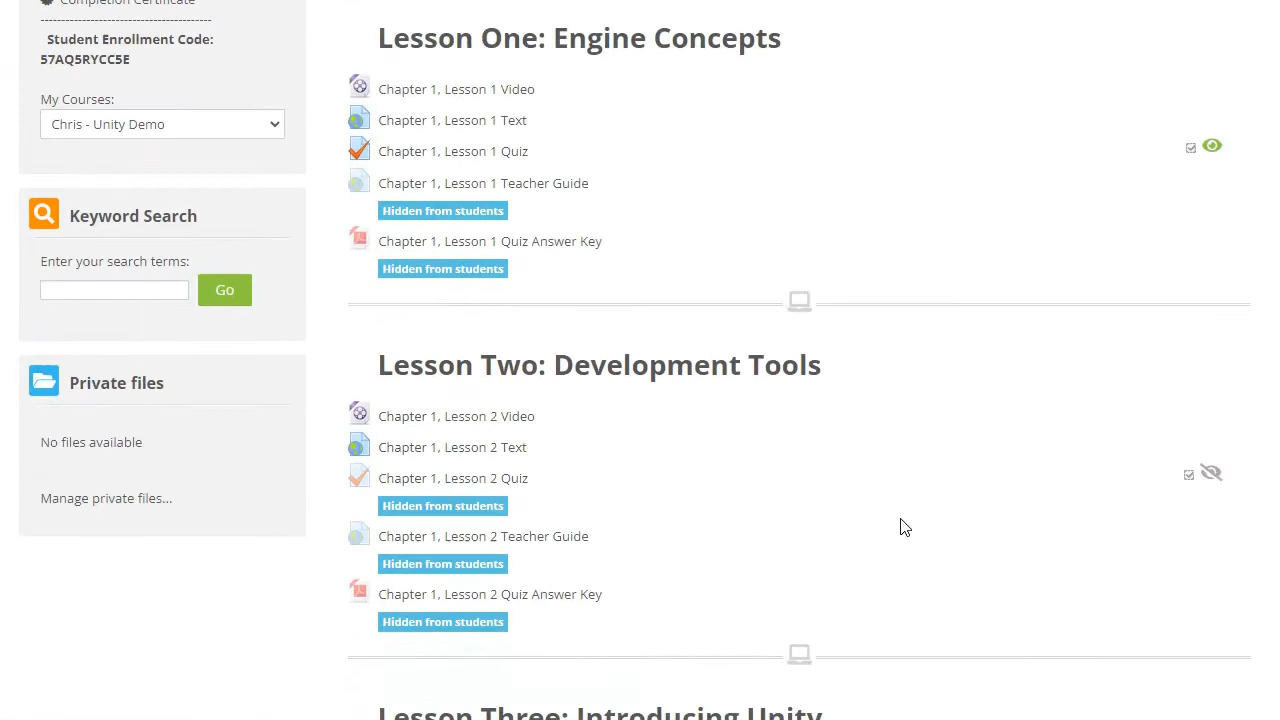 Completion Certificate
-----------------------------------------
Student Enrollment Code:
57AQ5RYCC5E
My Courses:
Chris - Unity Demo
Keyword Search
Enter your search terms:
Go
Private files
No files available
Manage private files...
Lesson One: Engine Concepts
Chapter 1, Lesson 1 Video
Chapter 1, Lesson 1 Text
Chapter 1, Lesson 1 Quiz
Chapter 1, Lesson 1 Teacher Guide
Hidden from students
Chapter 1, Lesson 1 Quiz Answer Key
Hidden from students
Lesson Two: Development Tools
Chapter 1, Lesson 2 Video
Chapter 1, Lesson 2 Text
Chapter 1, Lesson 2 Quiz
Hidden from students
Chapter 1, Lesson 2 Teacher Guide
Hidden from students
Chapter 1, Lesson 2 Quiz Answer Key
Hidden from students
Lesson Three: Introducing Unity